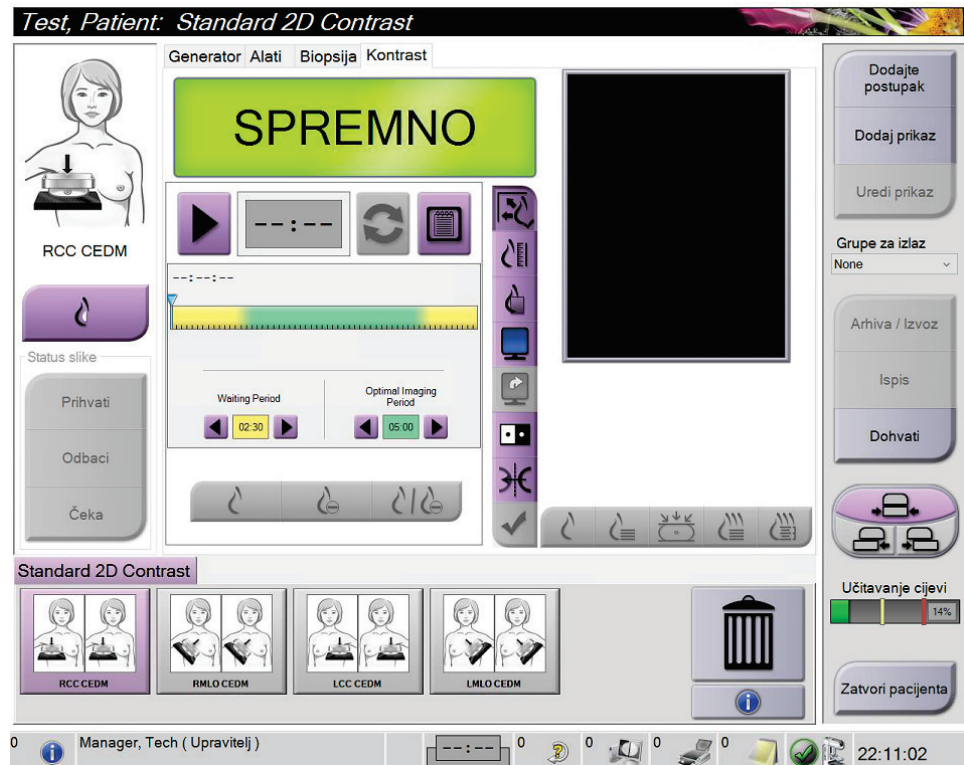 Test, Patient:  Standard 2D Contrast
Generator Alati Biopsija Kontrast
SPREMNO
RCC CEDM
--:--
--:--:--
Waiting Period
Optimal Imaging
Period
02:30
05:00
Status slike
Prihvati
Odbaci
Čeka
Dodajte
postupak
Dodaj prikaz
Uredi prikaz
Grupe za izlaz
None
Arhiva / Izvoz
Ispis
Dohvati
Učitavanje cijevi
14%
Zatvori pacijenta
Standard 2D Contrast
RCC CEDM
RMLO CEDM
LCC CEDM
LMLO CEDM
0 Manager, Tech ( Upravitelj ) --:-- 0 0 0 0 22:11:02